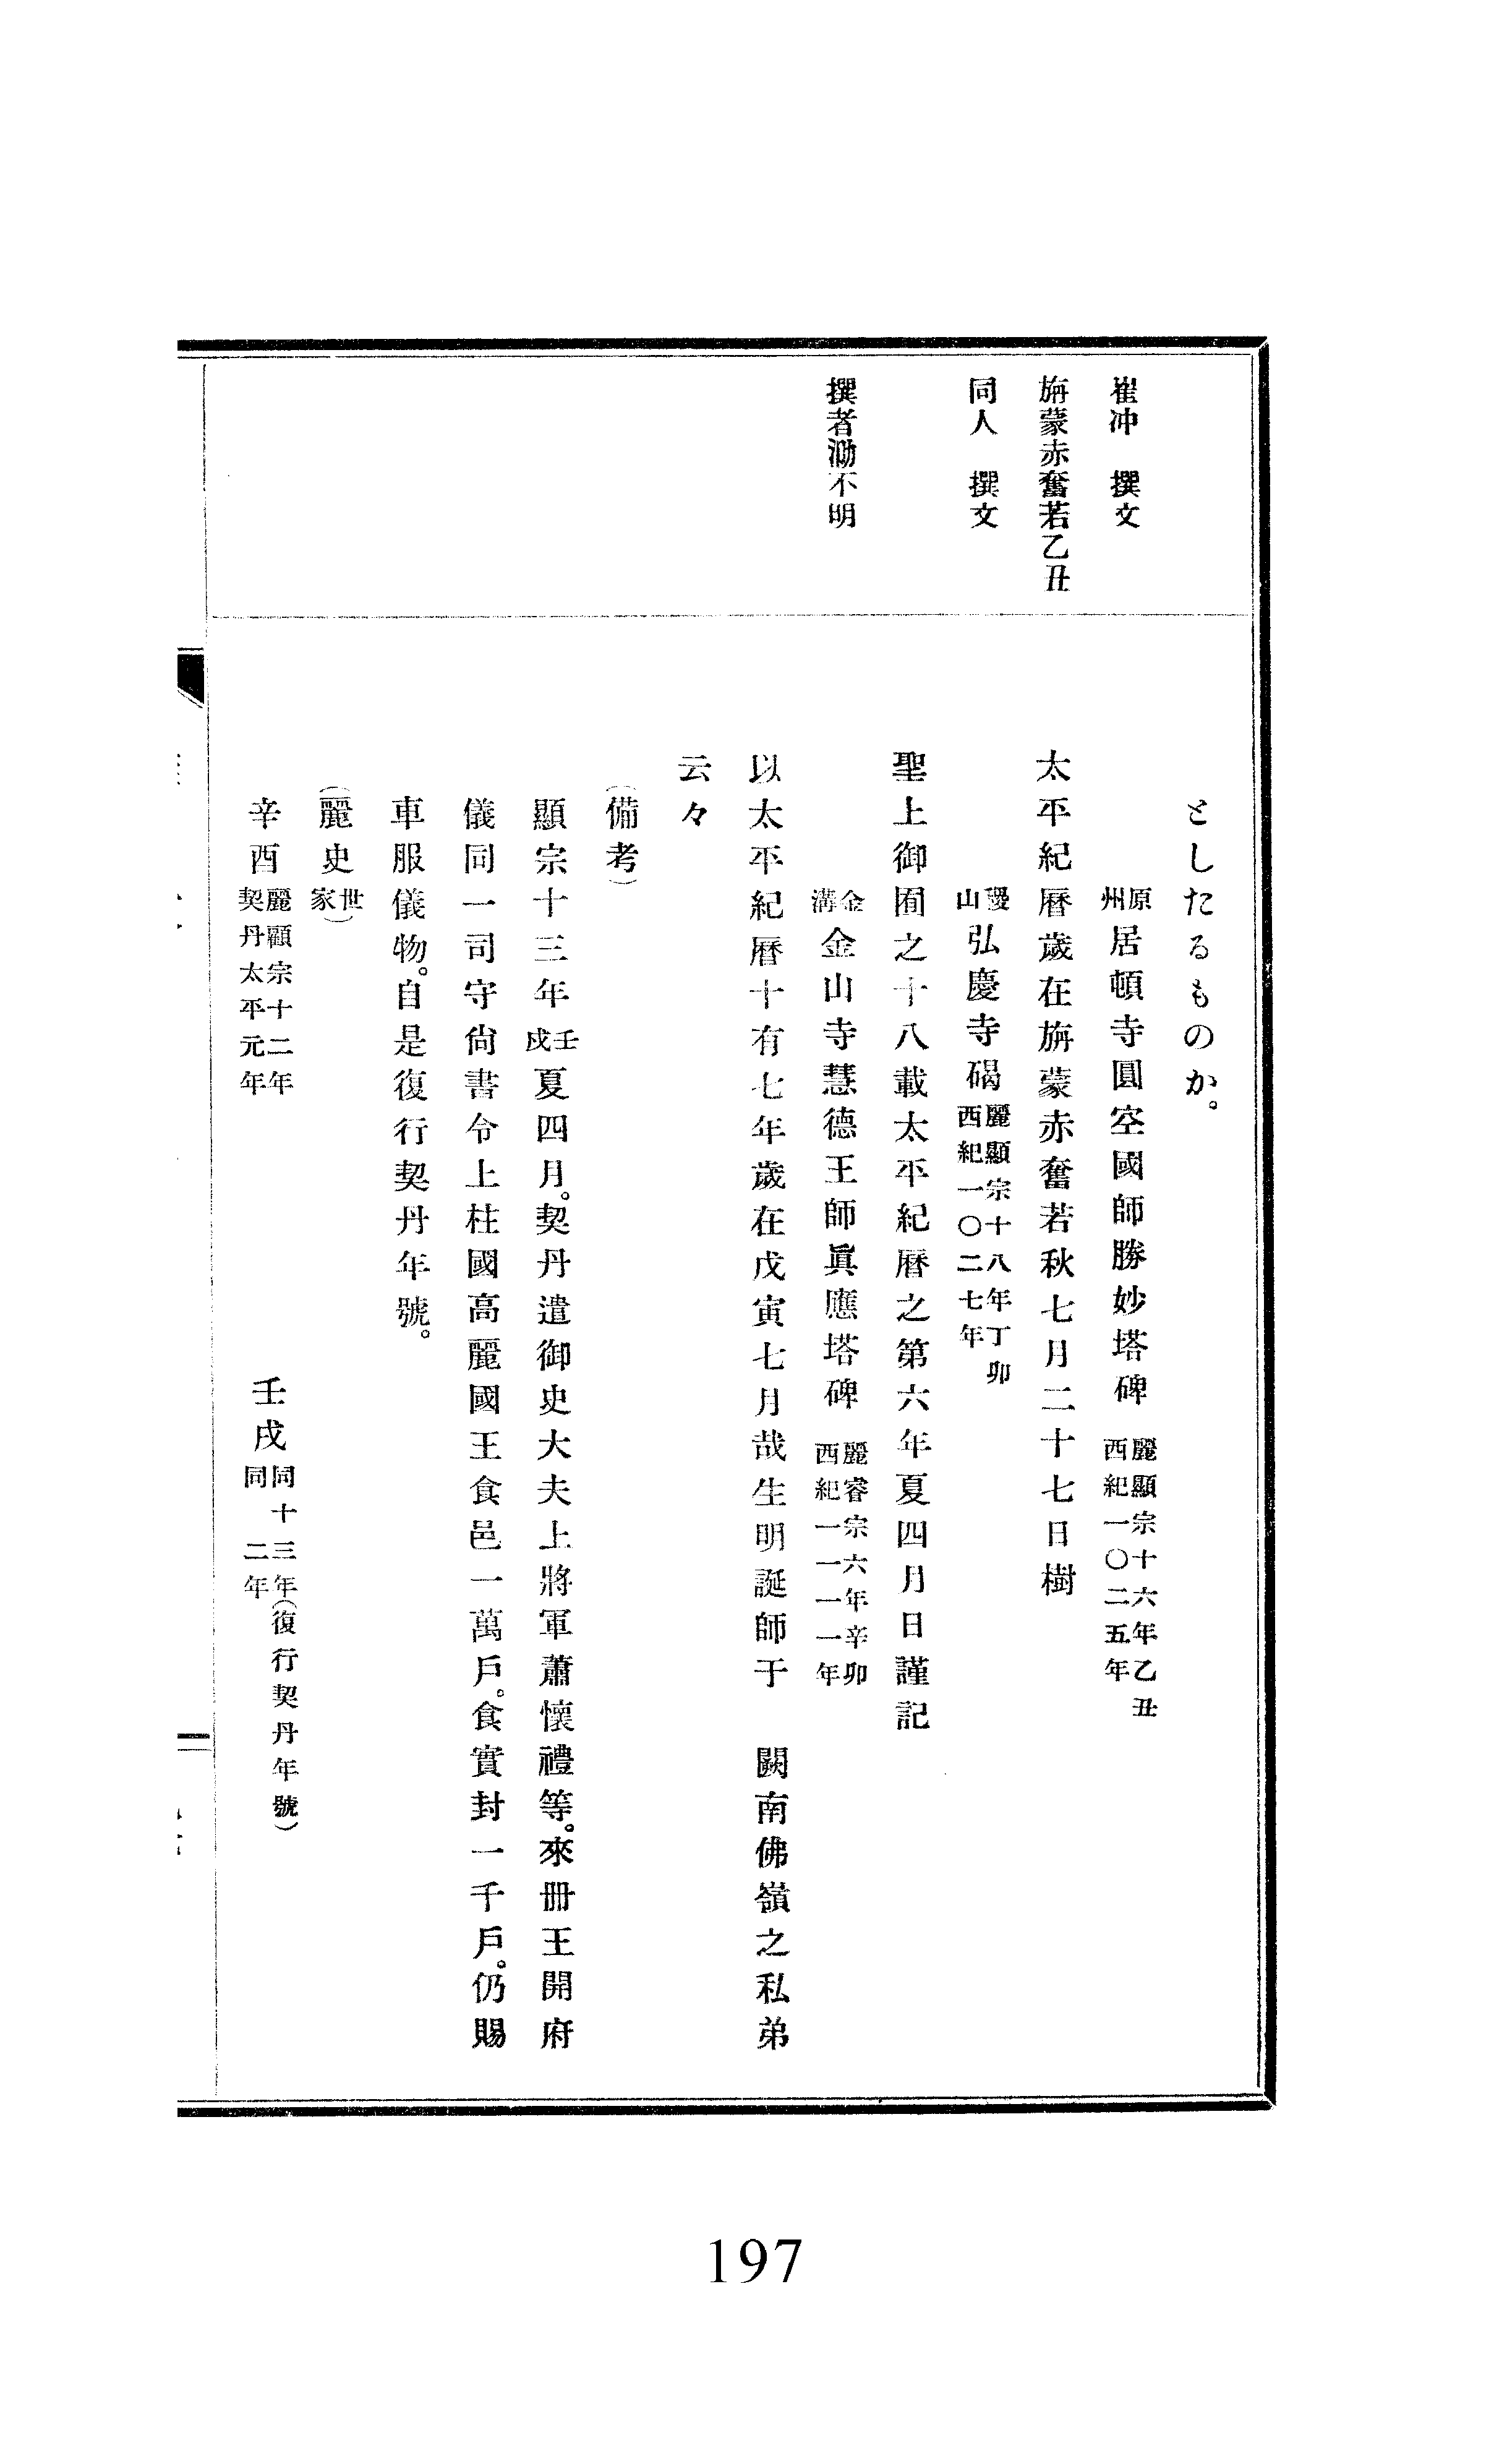 崔冲　撰文
旃蒙赤奮若乙丑
同人　撰文
撰者泐不明
としたるものか。
原州居頓寺圓空國師勝妙塔碑 麗顯宗十六年乙丑 西紀一〇二五年
太平紀曆歲在旃蒙赤奮若秋七月二十七日樹
稷山弘慶寺碣 麗顯宗十八年丁卯 西紀一〇二七年
聖上御圉之十八載太平紀曆之第六年夏四月日謹記
金溝金山寺慧德王師眞應塔碑 麗睿宗六年辛卯 西紀一一一一年
以太平紀曆十有七年歲在戊寅七月哉生明誕師于　闕南佛嶺之私弟
云々
（備考）
顯宗十三年壬戌夏四月。契丹遣御史大夫上將軍蕭懷禮等。來冊王開府
儀同一司守尙書令上柱國高麗國王食邑一萬戶。食實封一千戶。仍賜
車服儀物。自是復行契丹年號。
（麗史世家）
辛酉 麗顯宗十二年 契丹太平元年　壬戌 同十三年（復行契丹年號） 同　二年
197